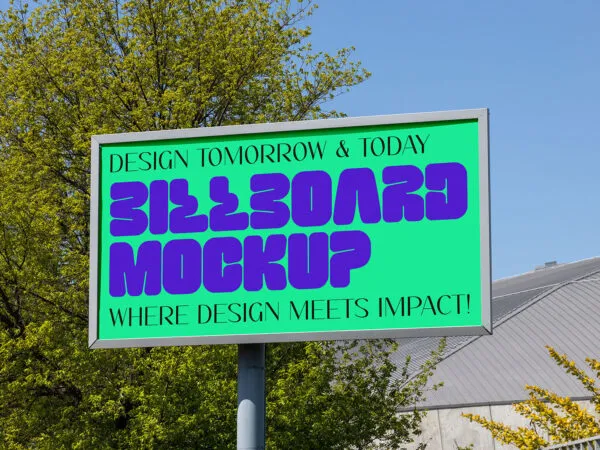 DESIGN TOMORROW & TODAY
BILLBOARD
MOCKUP
WHERE DESIGN MEETS IMPACT!